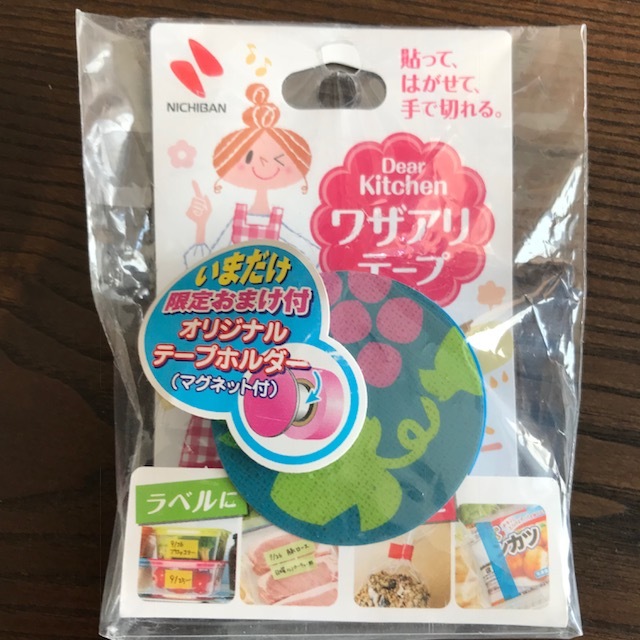 NICHIBAN
貼って、
はがせて、
手で切れる。
Dear
Kitchen
ワザアリ
テープ
いまだけ
限定おまけ付
オリジナル
テープホルダー
(マグネット付)
ラベルに